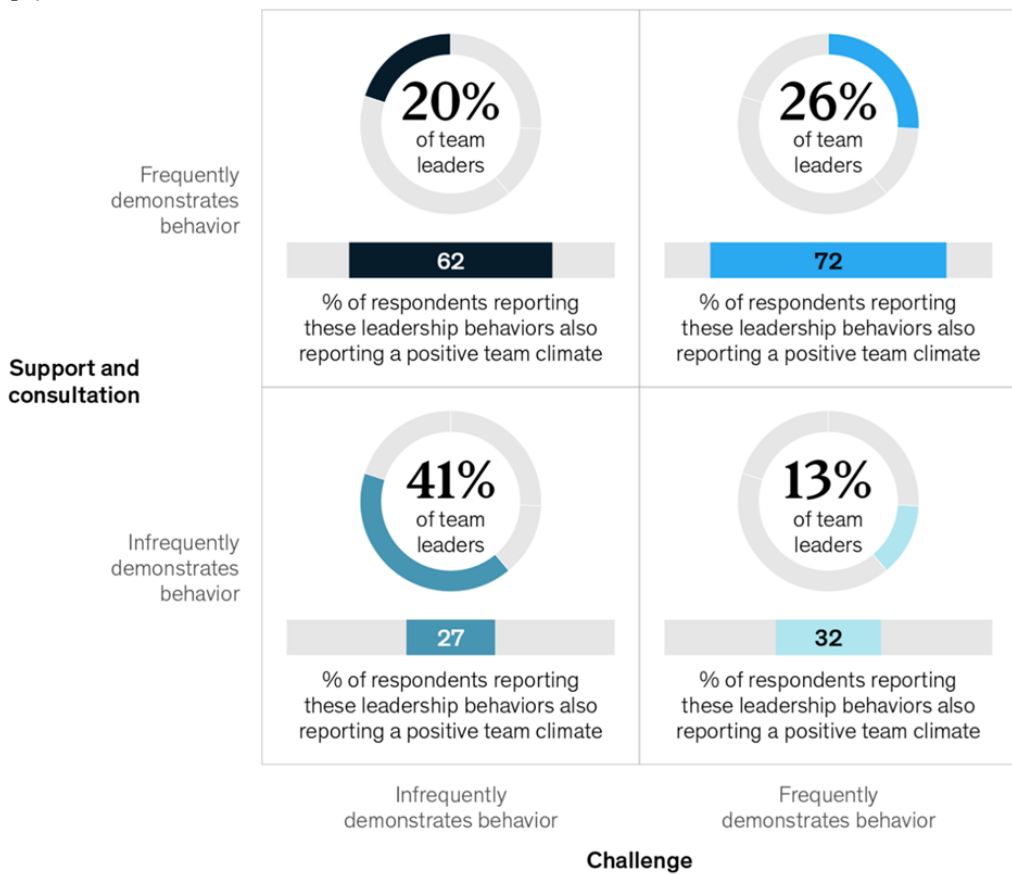 20%
of team
leaders
26%
of team
leaders
Frequently
demonstrates
behavior
62
72
% of respondents reporting
these leadership behaviors also
reporting a positive team climate
% of respondents reporting
these leadership behaviors also
reporting a positive team climate
Support and
consultation
41%
of team
leaders
13%
of team
leaders
Infrequently
demonstrates
behavior
27
32
% of respondents reporting
these leadership behaviors also
reporting a positive team climate
% of respondents reporting
these leadership behaviors also
reporting a positive team climate
Infrequently
demonstrates behavior
Frequently
demonstrates behavior
Challenge